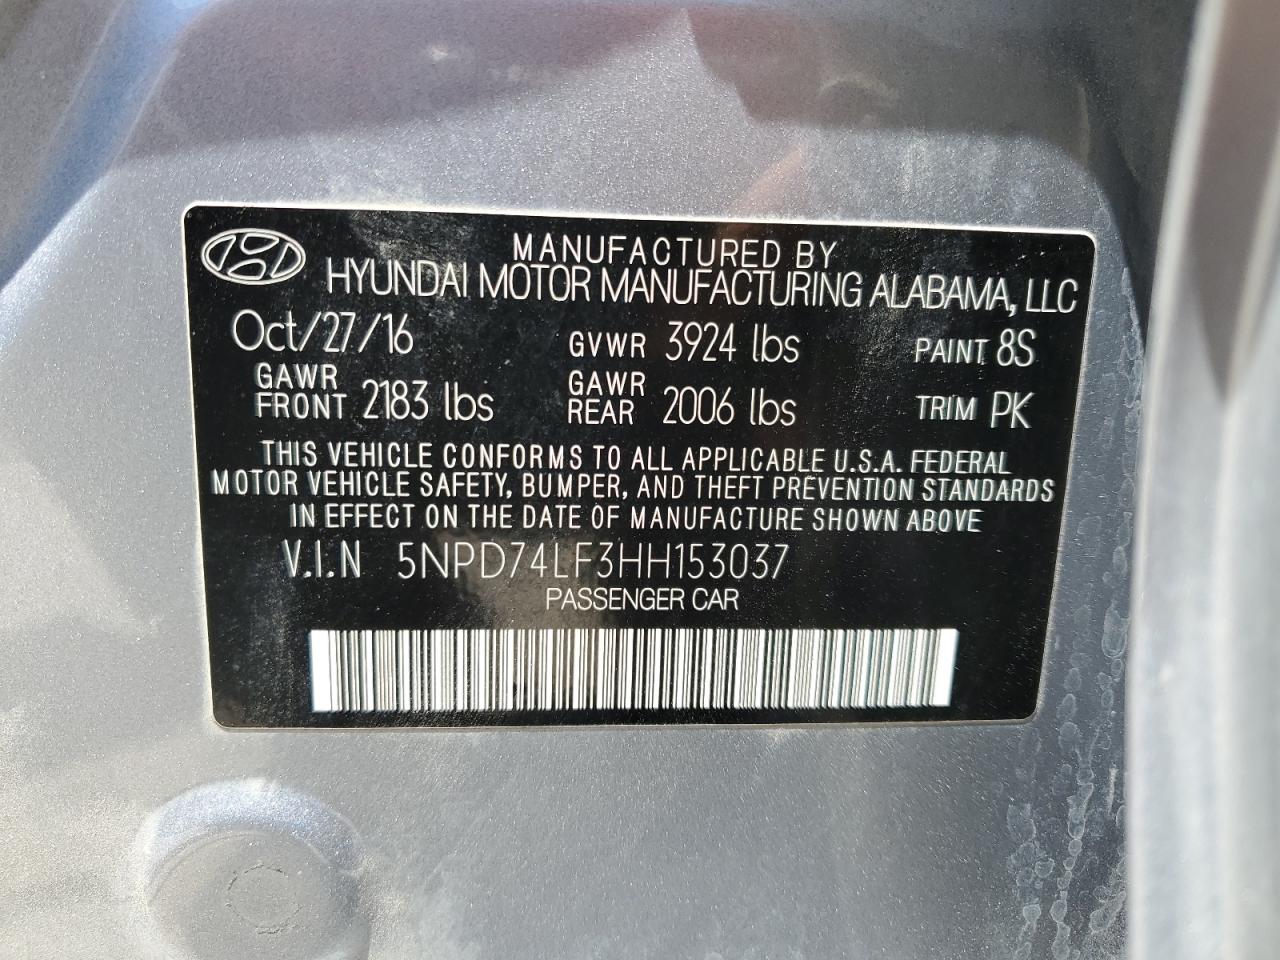 MANUFACTURED BY
HYUNDAI MOTOR MANUFACTURING ALABAMA, LLC
Oct/27/16 GVWR 3924 lbs PAINT 8S
GAWR FRONT 2183 lbs GAWR REAR 2006 lbs TRIM PK
THIS VEHICLE CONFORMS TO ALL APPLICABLE U.S.A. FEDERAL
MOTOR VEHICLE SAFETY, BUMPER, AND THEFT PREVENTION STANDARDS
IN EFFECT ON THE DATE OF MANUFACTURE SHOWN ABOVE
V.I.N 5NPD74LF3HH153037
PASSENGER CAR